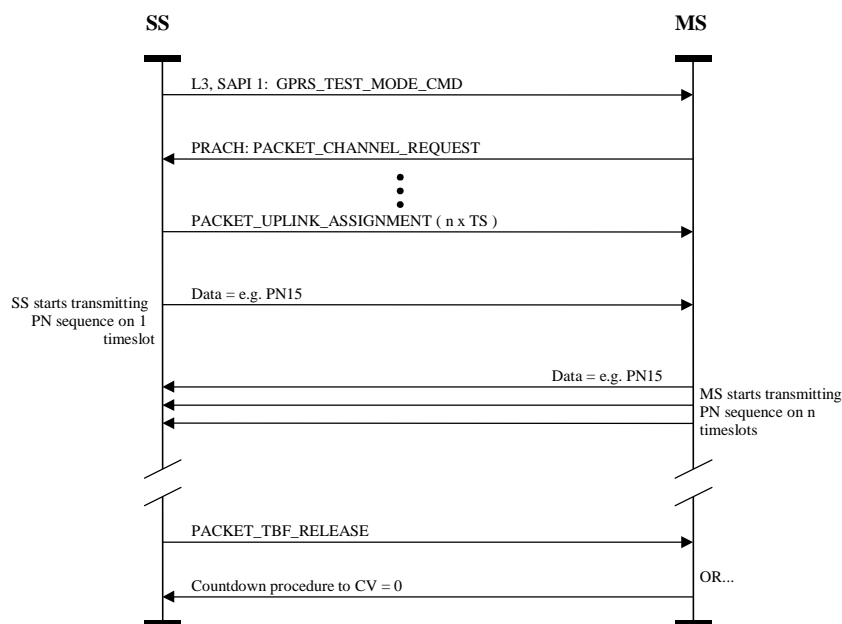 SS
MS
L3, SAPI 1: GPRS_TEST_MODE_CMD
PRACH: PACKET_CHANNEL_REQUEST
PACKET_UPLINK_ASSIGNMENT ( n x TS )
Data = e.g. PN15
SS starts transmitting
PN sequence on 1
timeslot
Data = e.g. PN15
MS starts transmitting
PN sequence on n
timeslots
PACKET_TBF_RELEASE
OR...
Countdown procedure to CV = 0